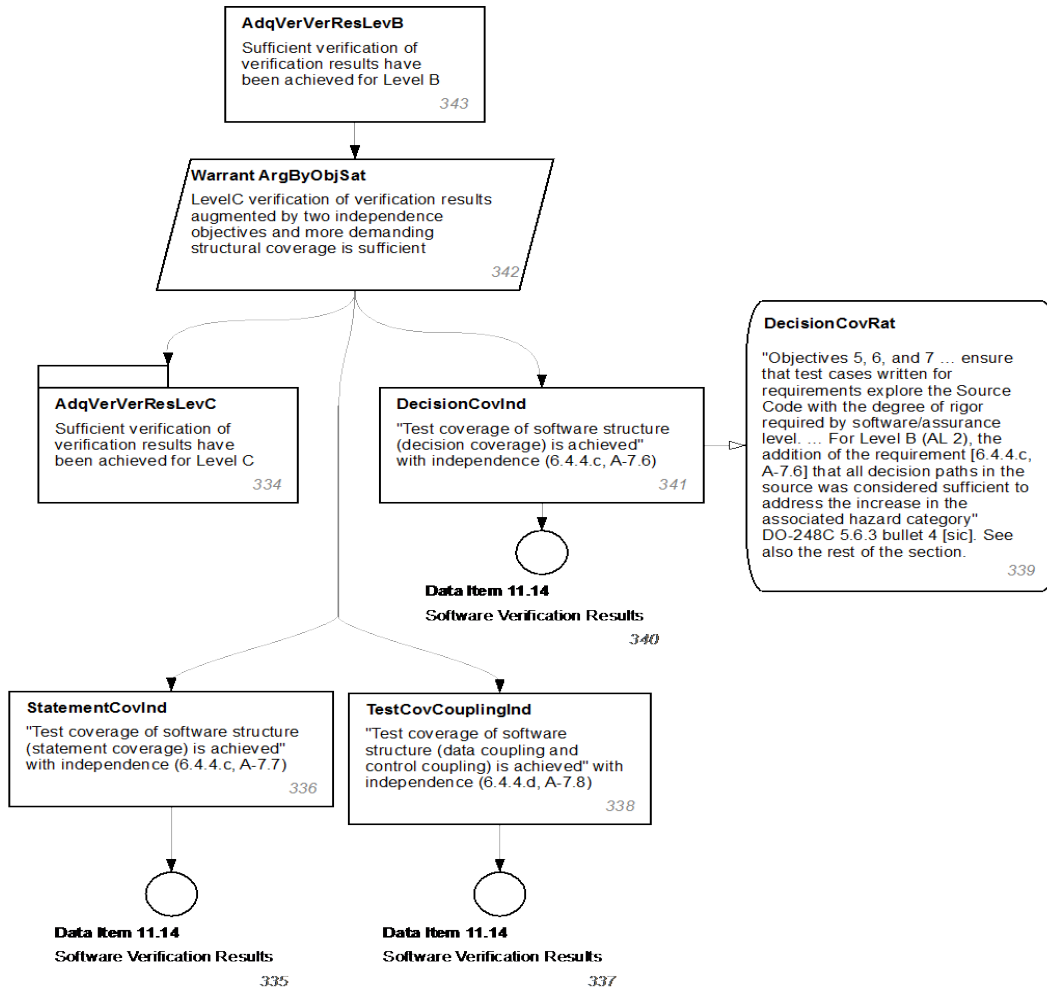 AdqVerVerResLevB
Sufficient verification of
verification results have
been achieved for Level B
343
Warrant ArgByObjSat
LevelC verification of verification results
augmented by two independence
objectives and more demanding
structural coverage is sufficient
342
AdqVerVerResLevC
Sufficient verification of
verification results have
been achieved for Level C
334
DecisionCovInd
"Test coverage of software structure
(decision coverage) is achieved"
with independence (6.4.4.c, A-7.6)
341
Data Item 11.14
Software Verification Results
340
DecisionCovRat
"Objectives 5, 6, and 7 ... ensure
that test cases written for
requirements explore the Source
Code with the degree of rigor
required by software/assurance
level. ... For Level B (AL 2), the
addition of the requirement [6.4.4.c,
A-7.6] that all decision paths in the
source was considered sufficient to
address the increase in the
associated hazard category"
DO-248C 5.6.3 bullet 4 [sic]. See
also the rest of the section.
339
StatementCovInd
"Test coverage of software structure
(statement coverage) is achieved"
with independence (6.4.4.c, A-7.7)
336
Data Item 11.14
Software Verification Results
335
TestCovCouplingInd
"Test coverage of software
structure (data coupling and
control coupling) is achieved" with
independence (6.4.4.d, A-7.8)
338
Data Item 11.14
Software Verification Results
337